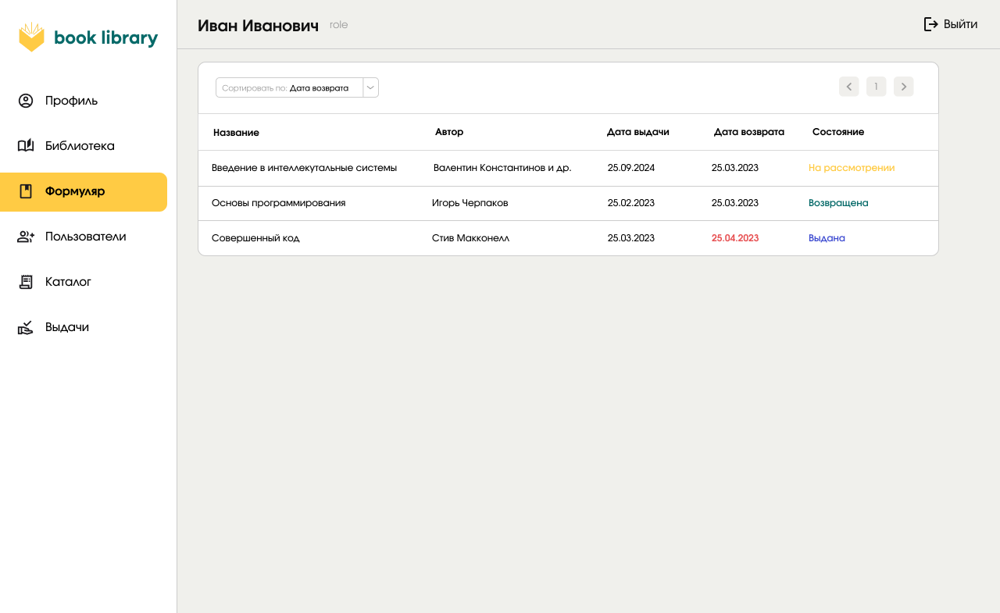 book library
Иван Иванович role
Выйти
Профиль
Библиотека
Формуляр
Пользователи
Каталог
Выдачи
Сортировать по: Дата возврата
1
Название Автор Дата выдачи Дата возврата Состояние
Введение в интеллекутальные системы Валентин Константинов и др. 25.09.2024 25.03.2023 На рассмотрении
Основы программирования Игорь Черпаков 25.02.2023 25.03.2023 Возвращена
Совершенный код Стив Макконелл 25.03.2023 25.04.2023 Выдана